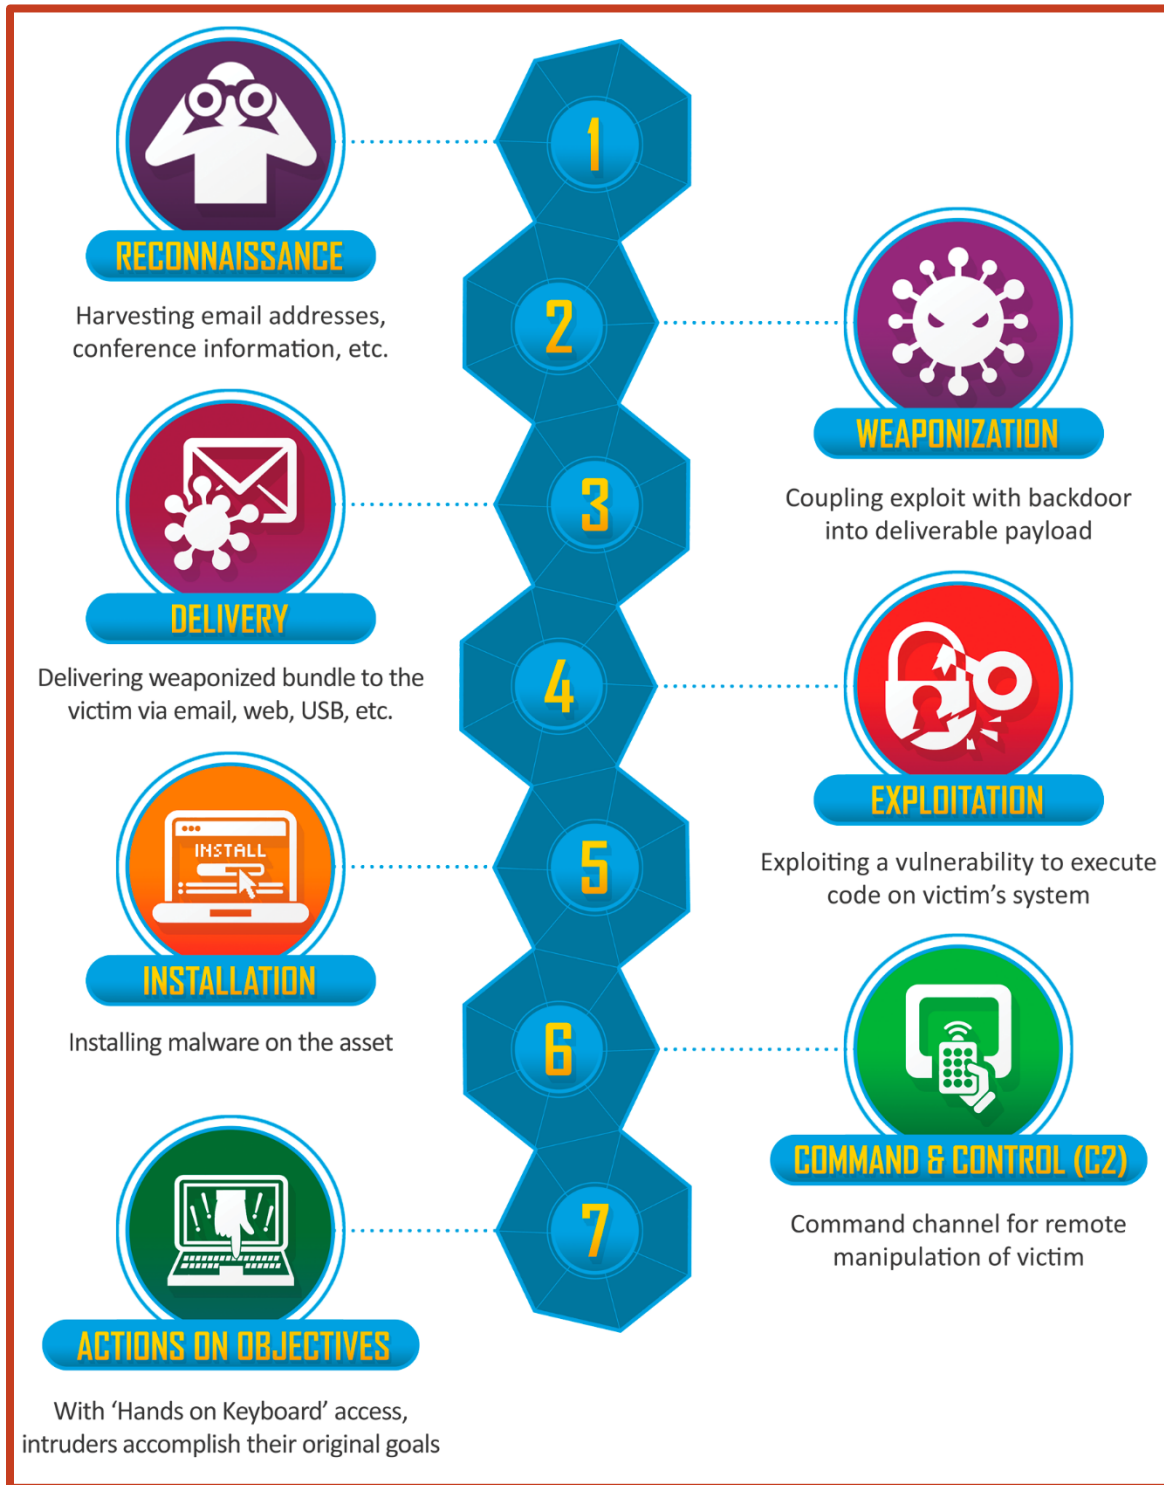 1
RECONNAISSANCE
Harvesting email addresses,
conference information, etc.
2
WEAPONIZATION
Coupling exploit with backdoor
into deliverable payload
3
DELIVERY
Delivering weaponized bundle to the
victim via email, web, USB, etc.
4
EXPLOITATION
Exploiting a vulnerability to execute
code on victim’s system
5
INSTALL
INSTALLATION
Installing malware on the asset
6
COMMAND & CONTROL (C2)
Command channel for remote
manipulation of victim
7
ACTIONS ON OBJECTIVES
With ‘Hands on Keyboard’ access,
intruders accomplish their original goals